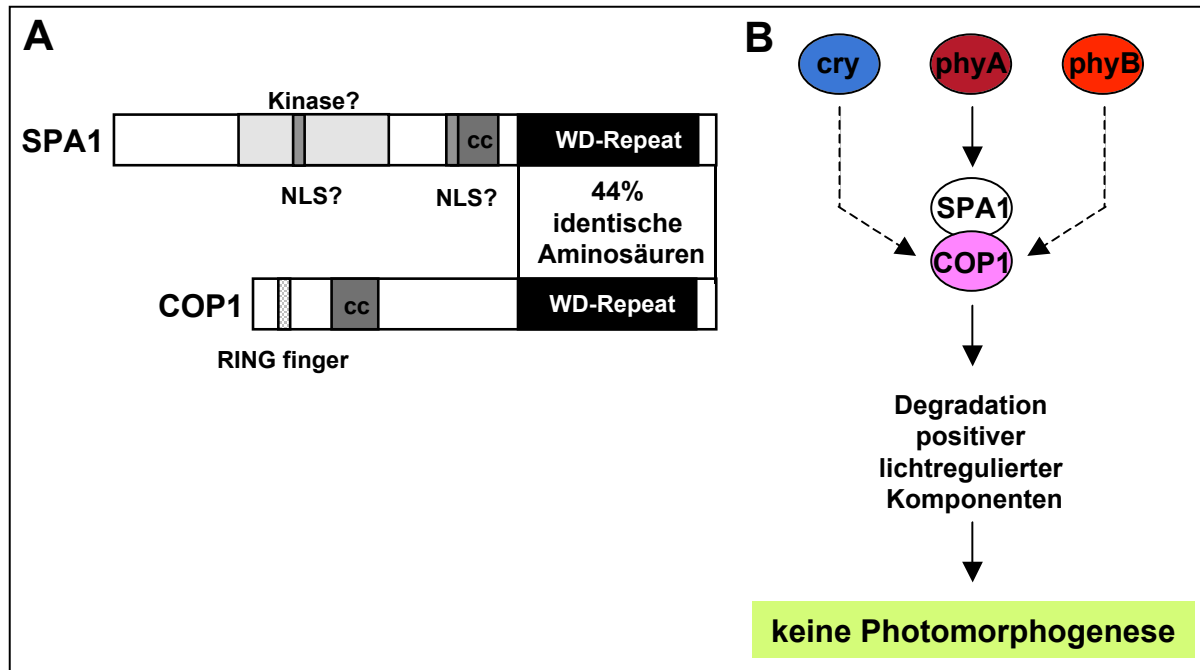 A
Kinase?
SPA1
cc
WD-Repeat
NLS?
NLS?
44%
identische
Aminosäuren
COP1
cc
WD-Repeat
RING finger
B
cry
phyA
phyB
SPA1
COP1
Degradation
positiver
lichtregulierter
Komponenten
keine Photomorphogenese